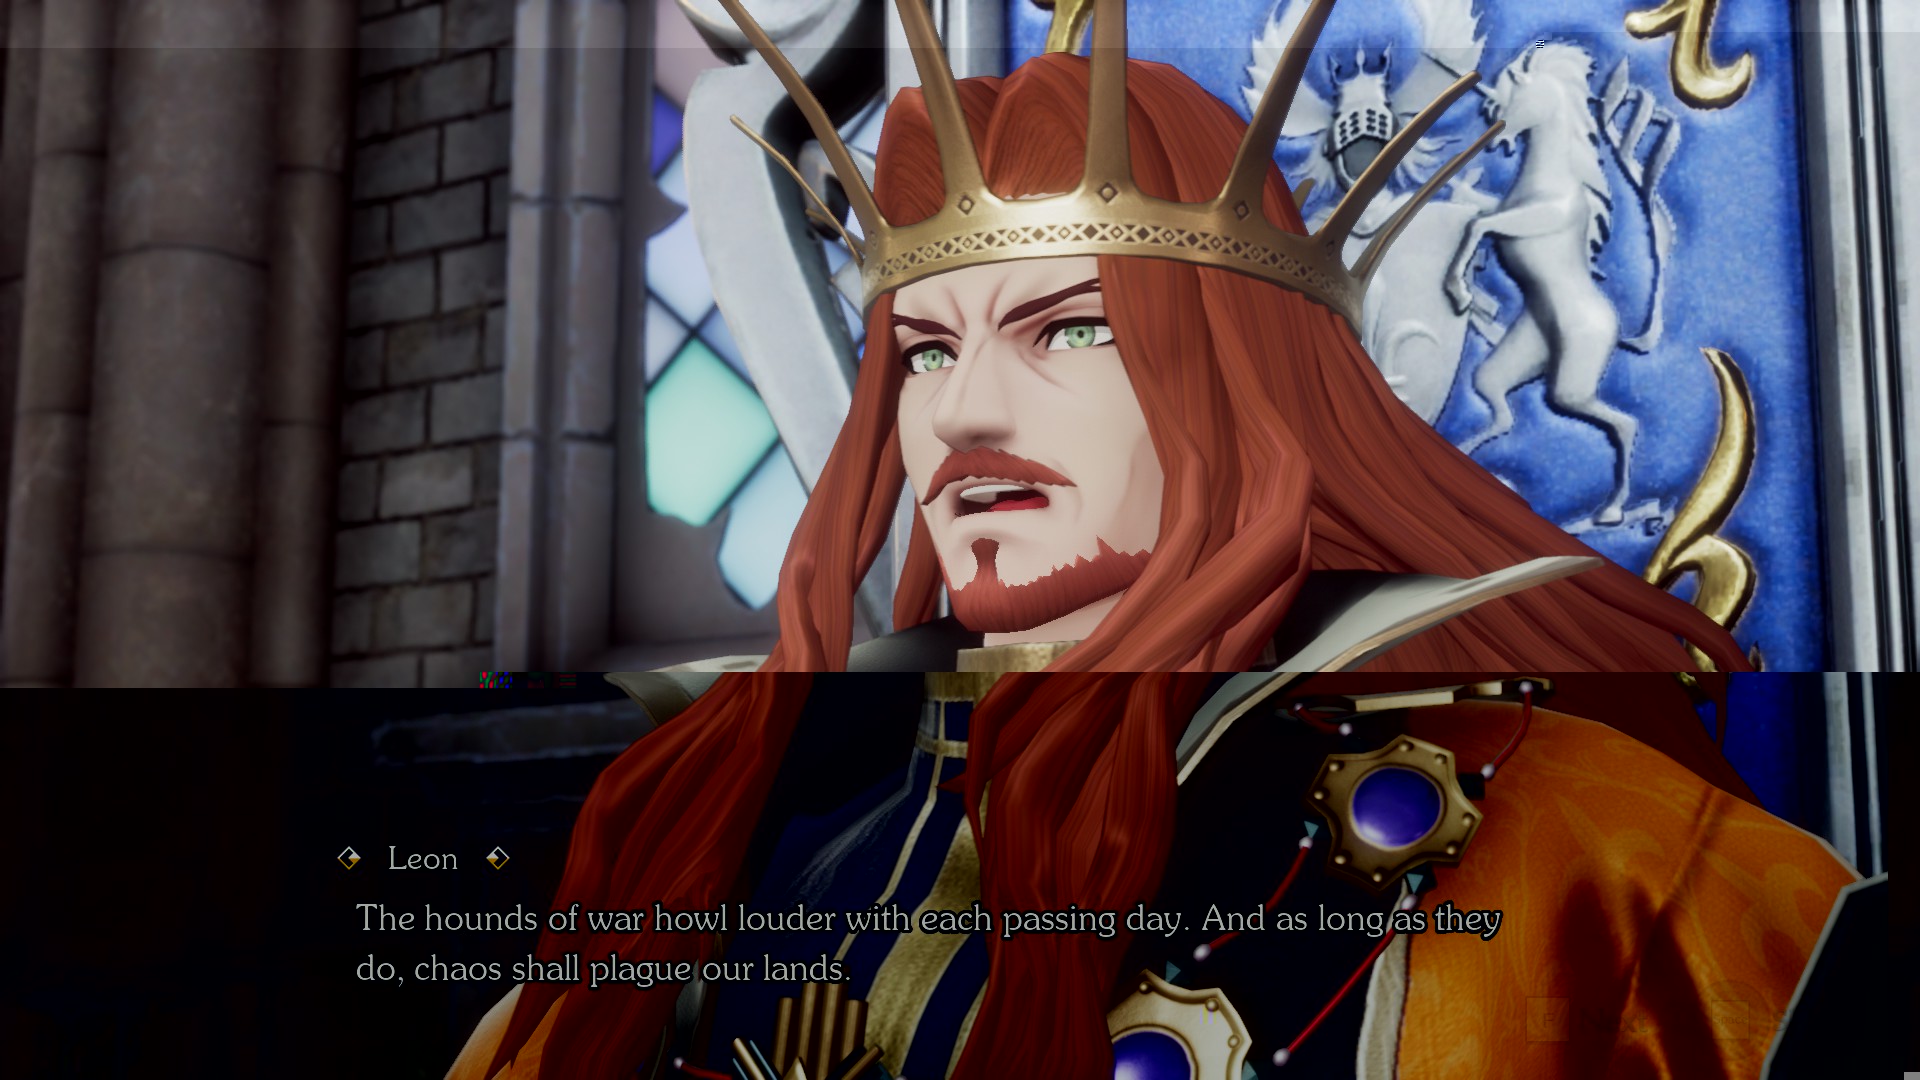 Leon
The hounds of war howl louder with each passing day. And as long as they
do, chaos shall plague our lands.